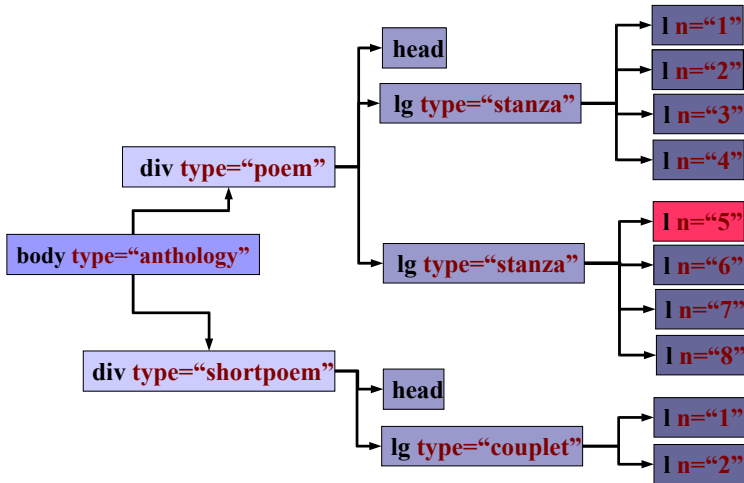 body type=“anthology”
div type=“poem”
head
lg type=“stanza”
l n=“1”
l n=“2”
l n=“3”
l n=“4”
lg type=“stanza”
l n=“5”
l n=“6”
l n=“7”
l n=“8”
div type=“shortpoem”
head
lg type=“couplet”
l n=“1”
l n=“2”